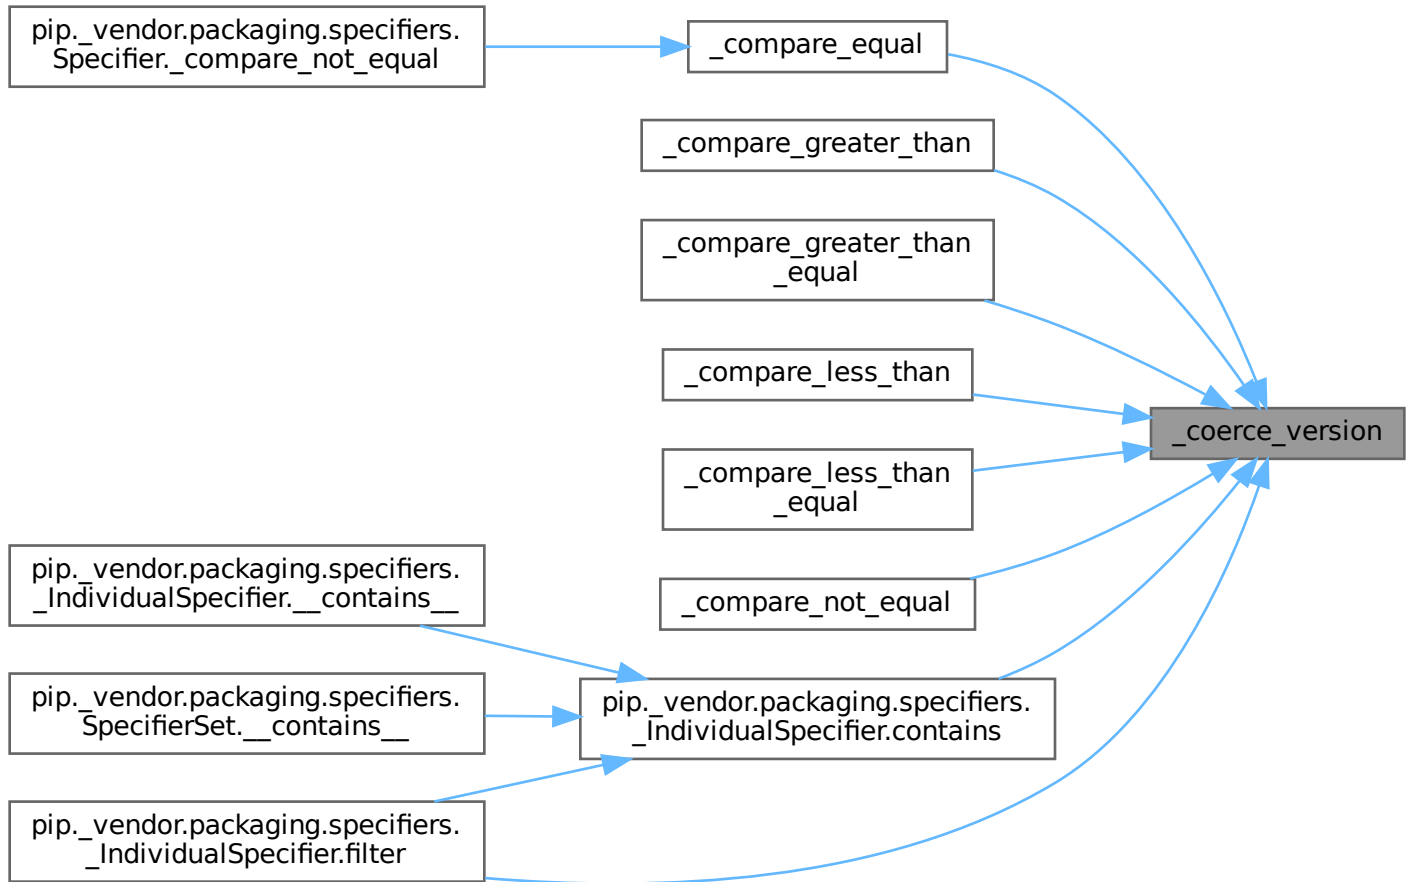 pip._vendor.packaging.specifiers.
Specifier._compare_not_equal
_compare_equal
_compare_greater_than
_compare_greater_than
_equal
_compare_less_than
_coerce_version
_compare_less_than
_equal
pip._vendor.packaging.specifiers.
_IndividualSpecifier.__contains__
_compare_not_equal
pip._vendor.packaging.specifiers.
SpecifierSet.__contains__
pip._vendor.packaging.specifiers.
_IndividualSpecifier.contains
pip._vendor.packaging.specifiers.
_IndividualSpecifier.filter